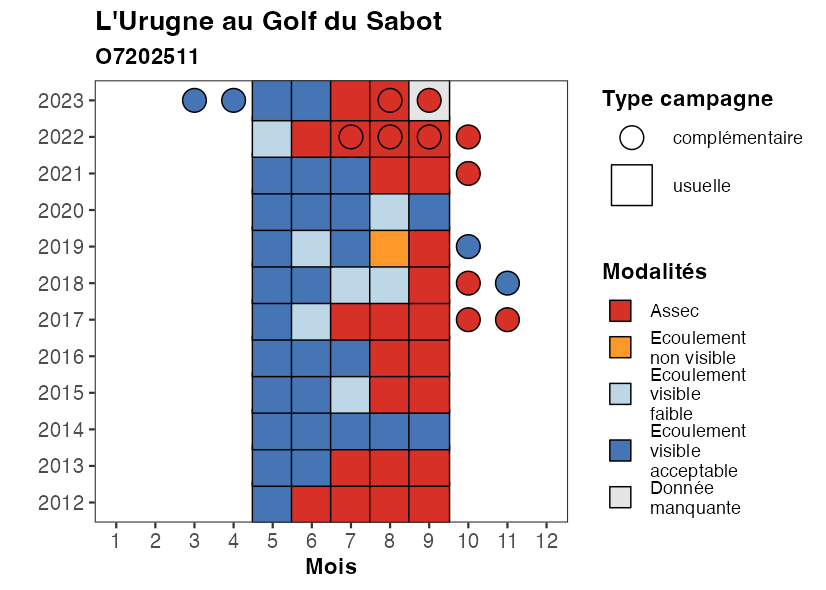 L'Urugne au Golf du Sabot
O7202511
2023
2022
2021
2020
2019
2018
2017
2016
2015
2014
2013
2012
1 2 3 4 5 6 7 8 9 10 11 12
Mois
Type campagne
complémentaire
usuelle
Modalités
Assec
Ecoulement
non visible
Ecoulement
visible
faible
Ecoulement
visible
acceptable
Donnée
manquante